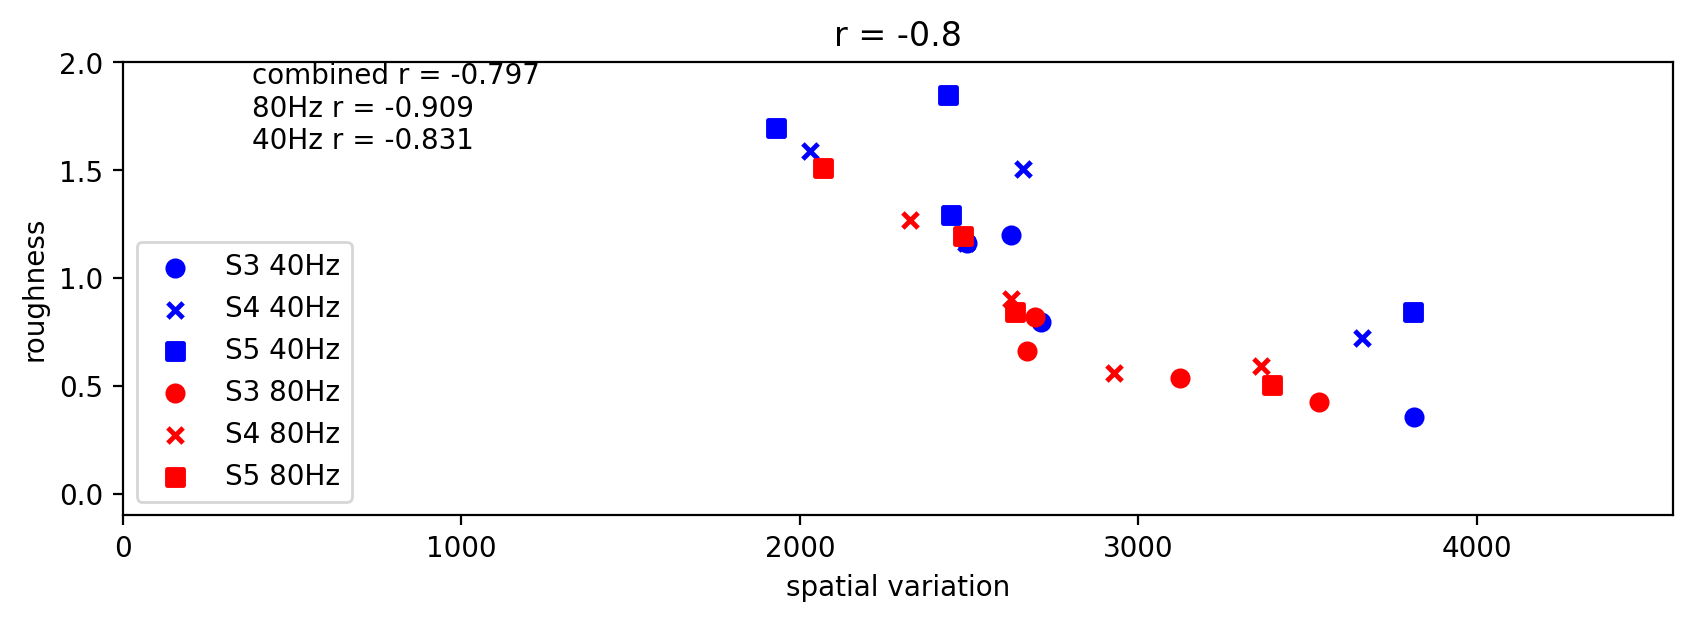 r = -0.8
combined r = -0.797
80Hz r = -0.909
40Hz r = -0.831
2.0
1.5
1.0
0.5
0.0
roughness
S3 40Hz
S4 40Hz
S5 40Hz
S3 80Hz
S4 80Hz
S5 80Hz
0 1000 2000 3000 4000
spatial variation